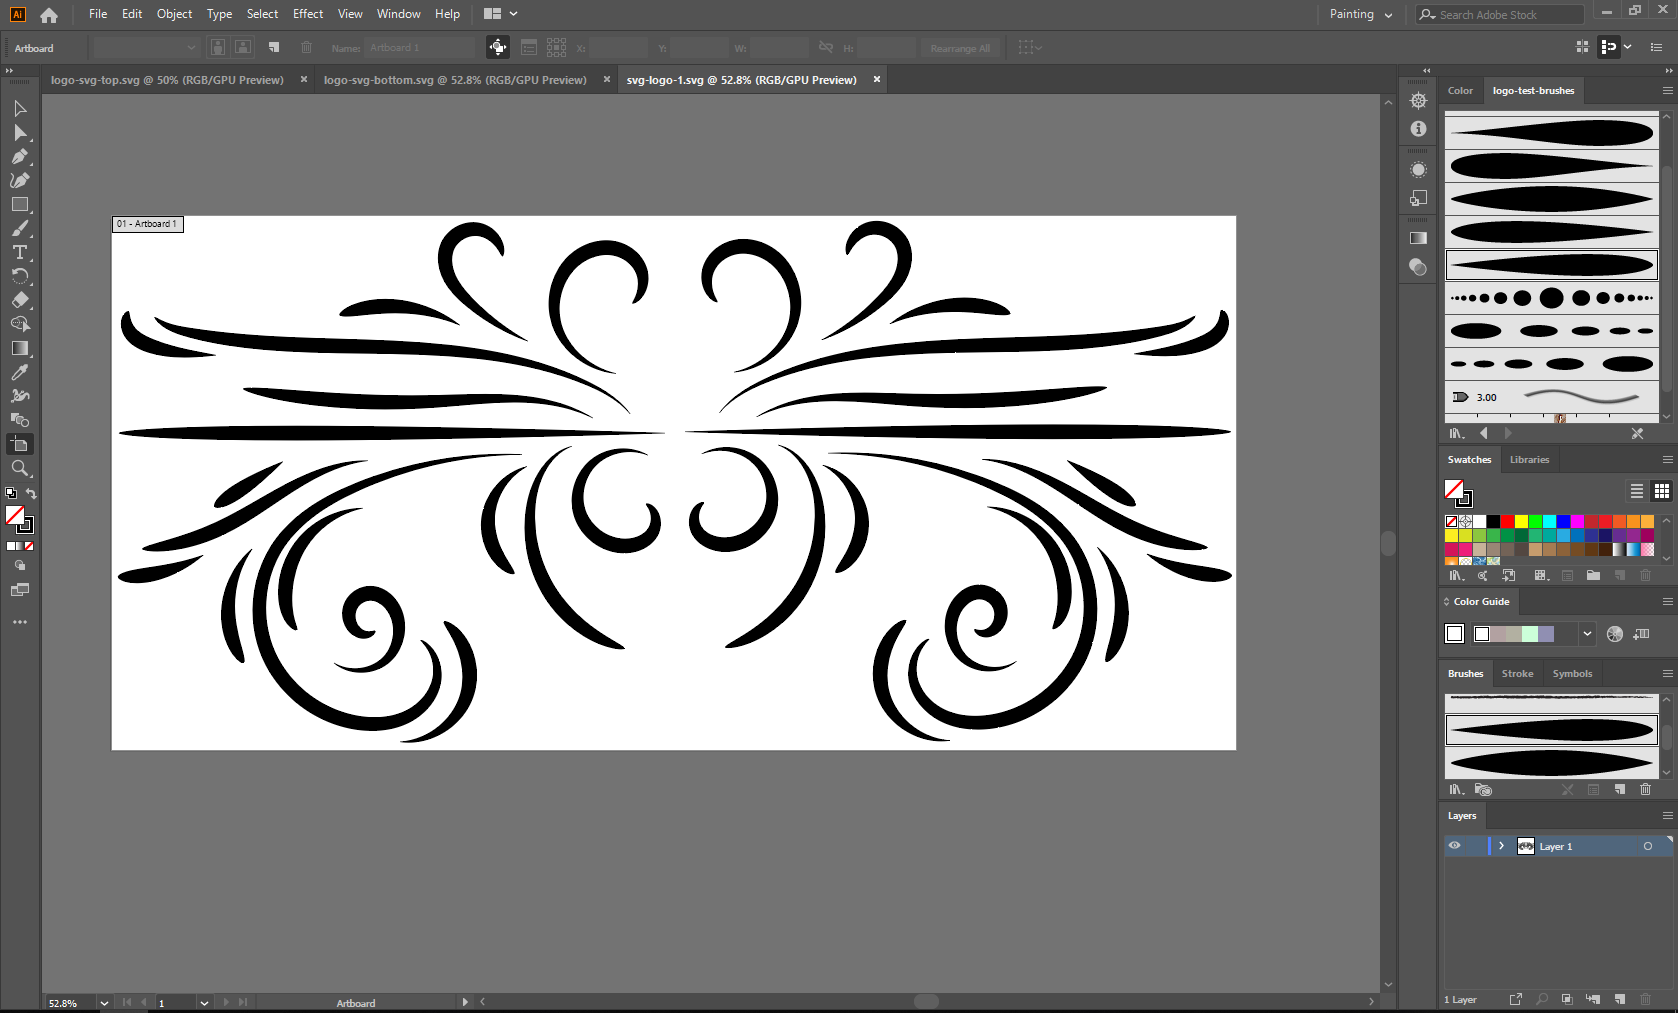 Ai File Edit Object Type Select Effect View Window Help Painting Search Adobe Stock
Artboard Name: Artboard 1 X: Y: W: H: Rearrange All
logo-svg-top.svg @ 50% (RGB/GPU Preview) logo-svg-bottom.svg @ 52.8% (RGB/GPU Preview) svg-logo-1.svg @ 52.8% (RGB/GPU Preview)
Color logo-test-brushes
01 - Artboard 1
3.00
Swatches Libraries
Color Guide
Brushes Stroke Symbols
Layers
Layer 1
1 Layer
52.8% 1 Artboard